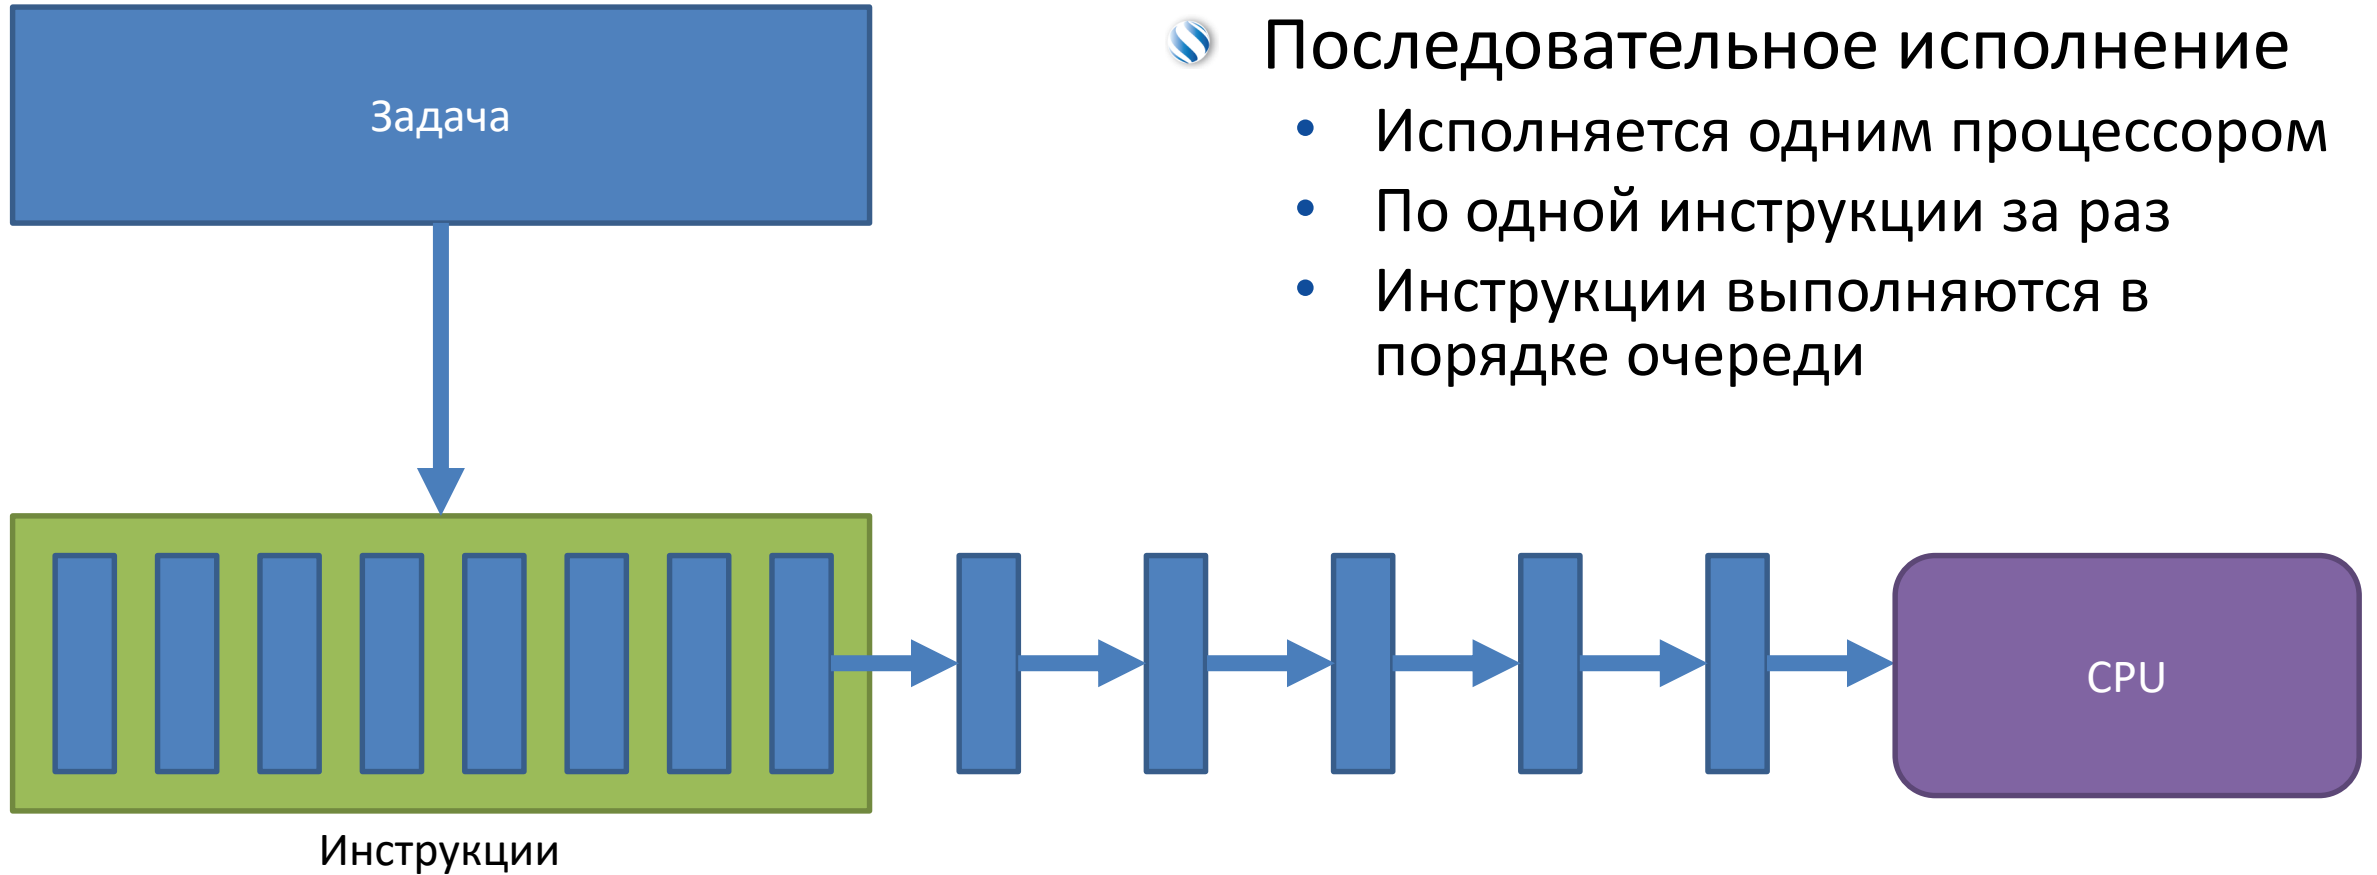 Задача
Последовательное исполнение
• Исполняется одним процессором
• По одной инструкции за раз
• Инструкции выполняются в
порядке очереди
CPU
Инструкции